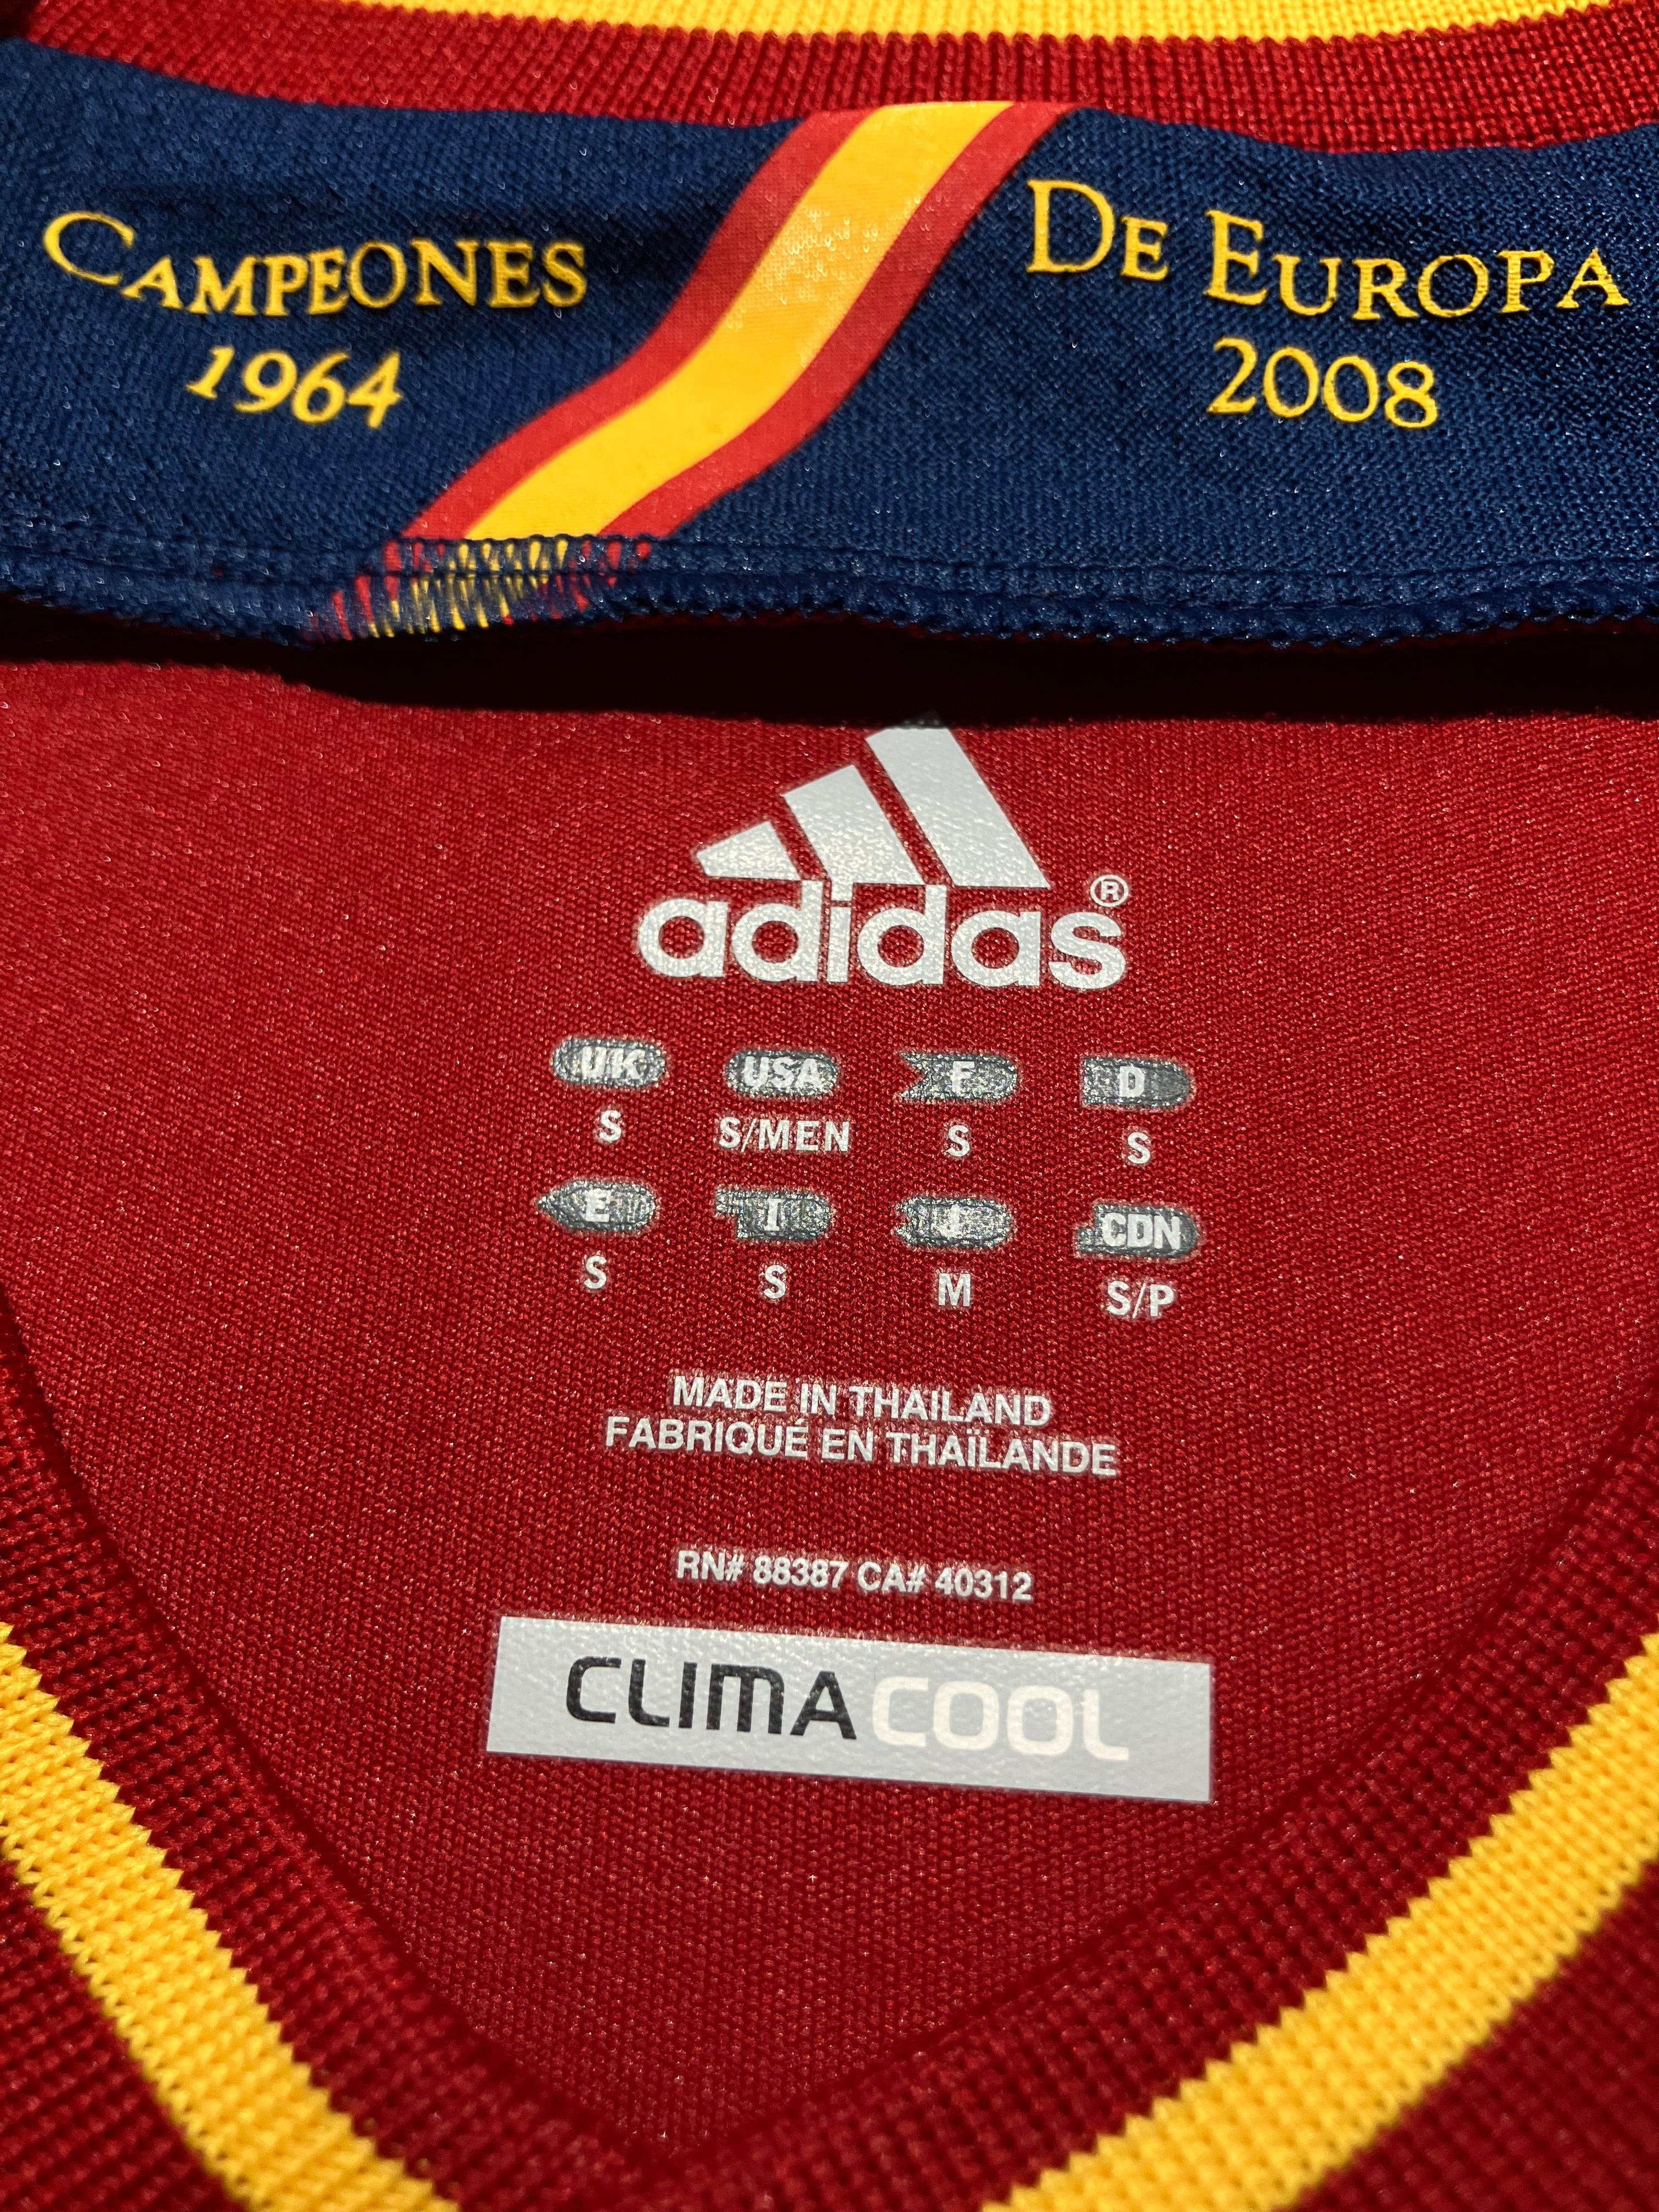 CAMPEONES
1964
DE EUROPA
2008
adidas®
UK USA F D
S S/MEN S S
E I J CDN
S S M S/P
MADE IN THAILAND
FABRIQUÉ EN THAÏLANDE
RN# 88387 CA# 40312
CLIMACOOL